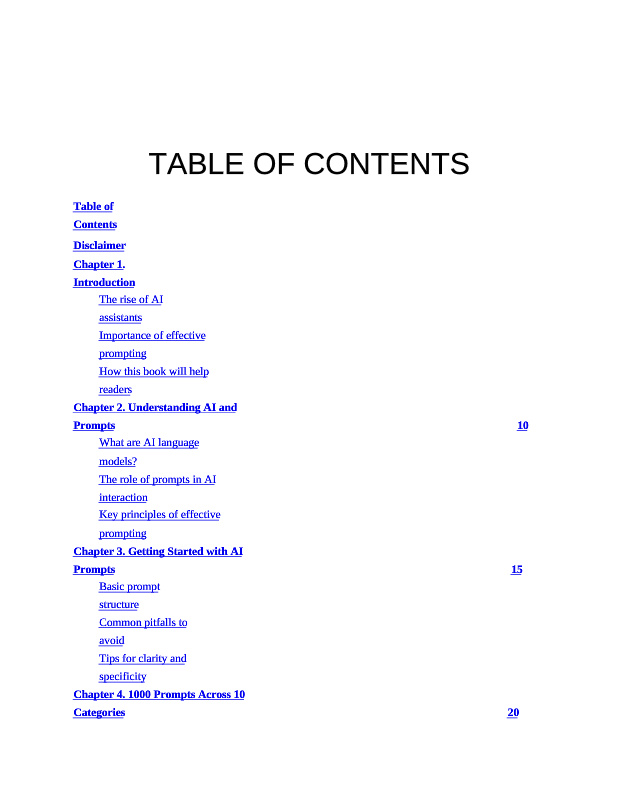 TABLE OF CONTENTS
Table of
Contents
Disclaimer
Chapter 1.
Introduction
The rise of AI
assistants
Importance of effective
prompting
How this book will help
readers
Chapter 2. Understanding AI and
Prompts 10
What are AI language
models?
The role of prompts in AI
interaction
Key principles of effective
prompting
Chapter 3. Getting Started with AI
Prompts 15
Basic prompt
structure
Common pitfalls to
avoid
Tips for clarity and
specificity
Chapter 4. 1000 Prompts Across 10
Categories 20